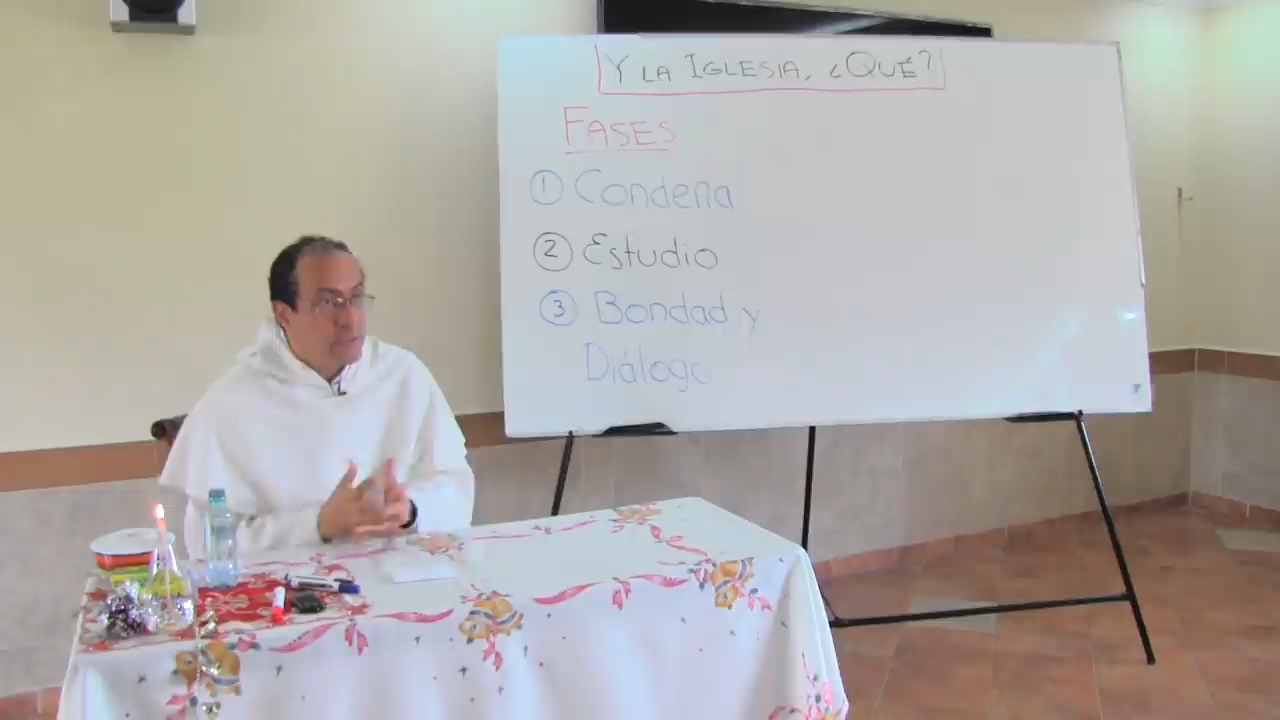 Y LA IGLESIA, ¿QUÉ?
FASES
① Condena
② Estudio
③ Bondad y
Diálogo